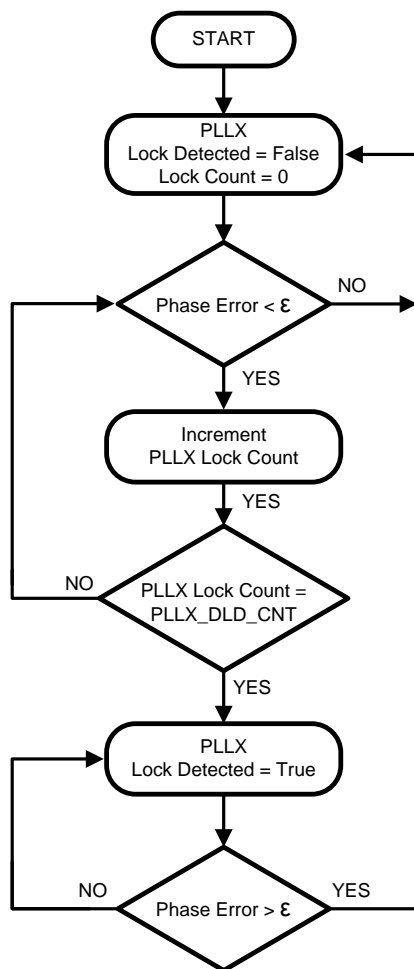 START
PLLX
Lock Detected = False
Lock Count = 0
Phase Error < ε
NO
YES
Increment
PLLX Lock Count
YES
NO
PLLX Lock Count =
PLLX_DLD_CNT
YES
PLLX
Lock Detected = True
NO
Phase Error > ε
YES